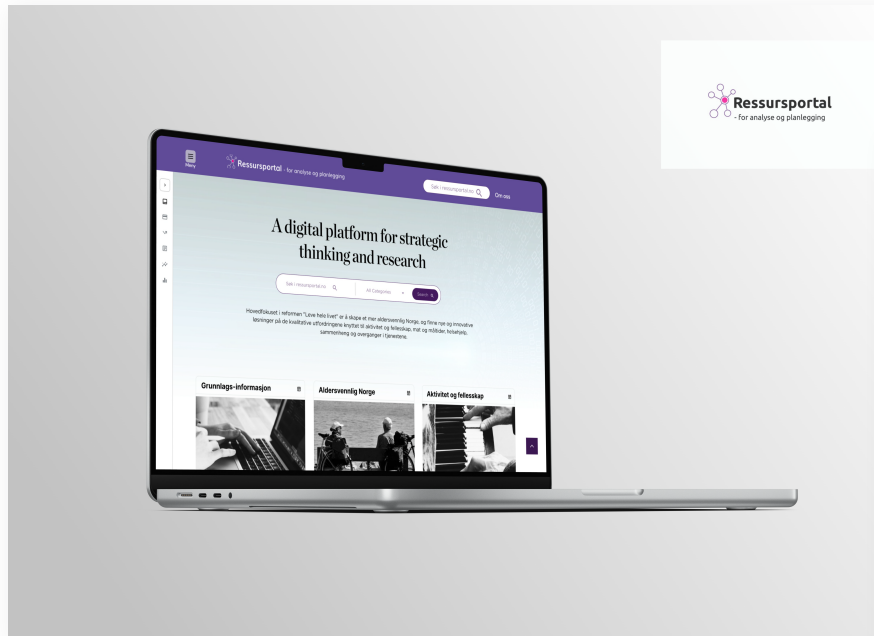 Ressursportal
- for analyse og planlegging
Meny
Ressursportal - for analyse og planlegging
Søk i ressursportal.no
Om oss
A digital platform for strategic
thinking and research
Søk i ressursportal.no
All Categories
Search
Hovedfokuset i reformen "Leve hele livet" er å skape et mer aldersvennlig Norge, og finne nye og innovative
løsninger på de kvalitative utfordringene knyttet til aktivitet og fellesskap, mat og måltider, helsehjelp,
sammenheng og overganger i tjenestene.
Grunnlags-informasjon
Aldersvennlig Norge
Aktivitet og fellesskap